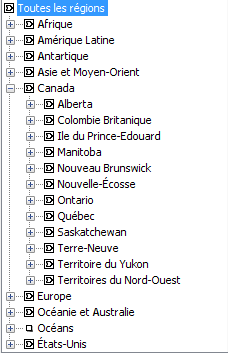 Toutes les régions
Afrique
Amérique Latine
Antartique
Asie et Moyen-Orient
Canada
Alberta
Colombie Britanique
Ile du Prince-Edouard
Manitoba
Nouveau Brunswick
Nouvelle-Écosse
Ontario
Québec
Saskatchewan
Terre-Neuve
Territoire du Yukon
Territoires du Nord-Ouest
Europe
Océanie et Australie
Océans
États-Unis